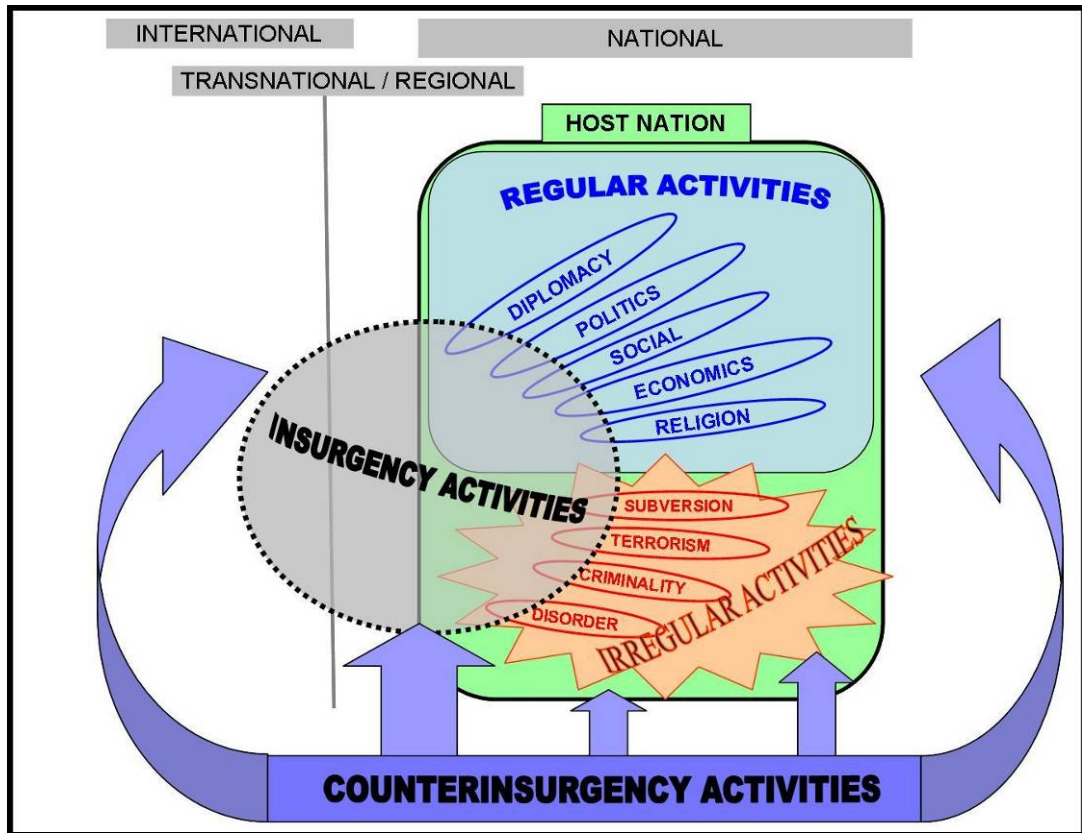 INTERNATIONAL
NATIONAL
TRANSNATIONAL / REGIONAL
HOST NATION
REGULAR ACTIVITIES
DIPLOMACY
POLITICS
SOCIAL
ECONOMICS
RELIGION
INSURGENCY ACTIVITIES
SUBVERSION
TERRORISM
CRIMINALITY
DISORDER
IRREGULAR ACTIVITIES
COUNTERINSURGENCY ACTIVITIES